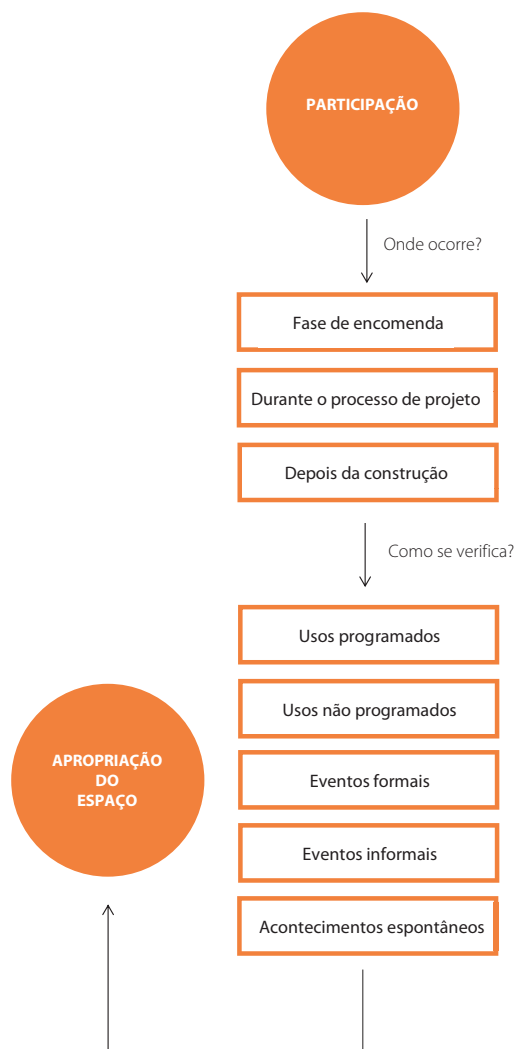 PARTICIPAÇÃO
Onde ocorre?
Fase de encomenda
Durante o processo de projeto
Depois da construção
Como se verifica?
Usos programados
Usos não programados
Eventos formais
Eventos informais
Acontecimentos espontâneos
APROPRIAÇÃO
DO
ESPAÇO